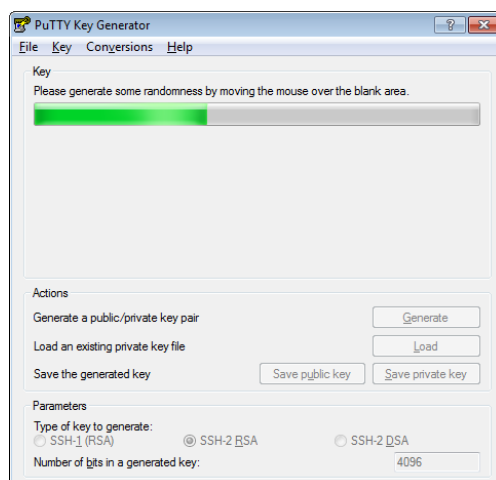 PuTTY Key Generator
File Key Conversions Help
Key
Please generate some randomness by moving the mouse over the blank area.
Actions
Generate a public/private key pair
Generate
Load an existing private key file
Load
Save the generated key
Save public key
Save private key
Parameters
Type of key to generate:
SSH-1 (RSA) SSH-2 RSA SSH-2 DSA
Number of bits in a generated key:
4096